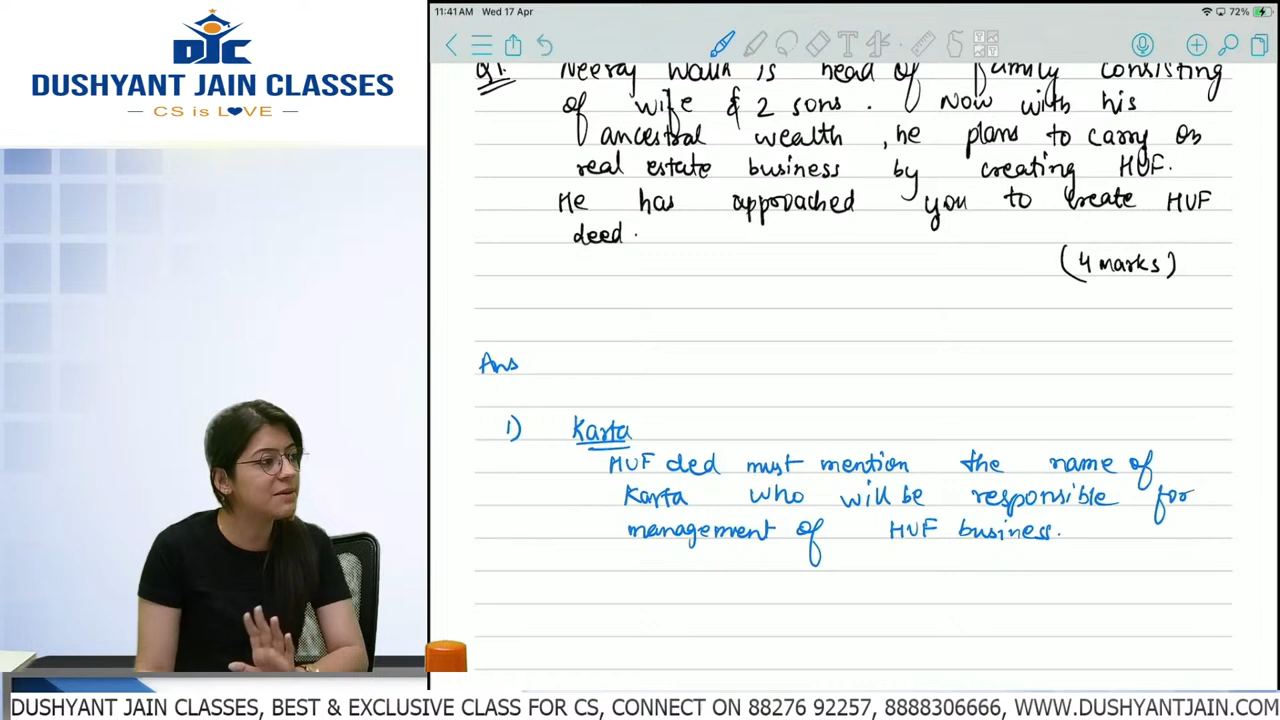 DJC
DUSHYANT JAIN CLASSES
CS is L♥VE
11:41AM Wed 17 Apr
72%
Q1. Neeraj Walia is head of family consisting
of wife & 2 sons. Now with his
ancestral wealth, he plans to carry on
real estate business by creating HUF.
He has approached you to create HUF
deed.
(4 marks)
Ans
1) Karta
HUF ded must mention the name of
Karta who will be responsible for
management of HUF business.
DUSHYANT JAIN CLASSES, BEST & EXCLUSIVE CLASS FOR CS, CONNECT ON 88276 92257, 8888306666, WWW.DUSHYANTJAIN.COM